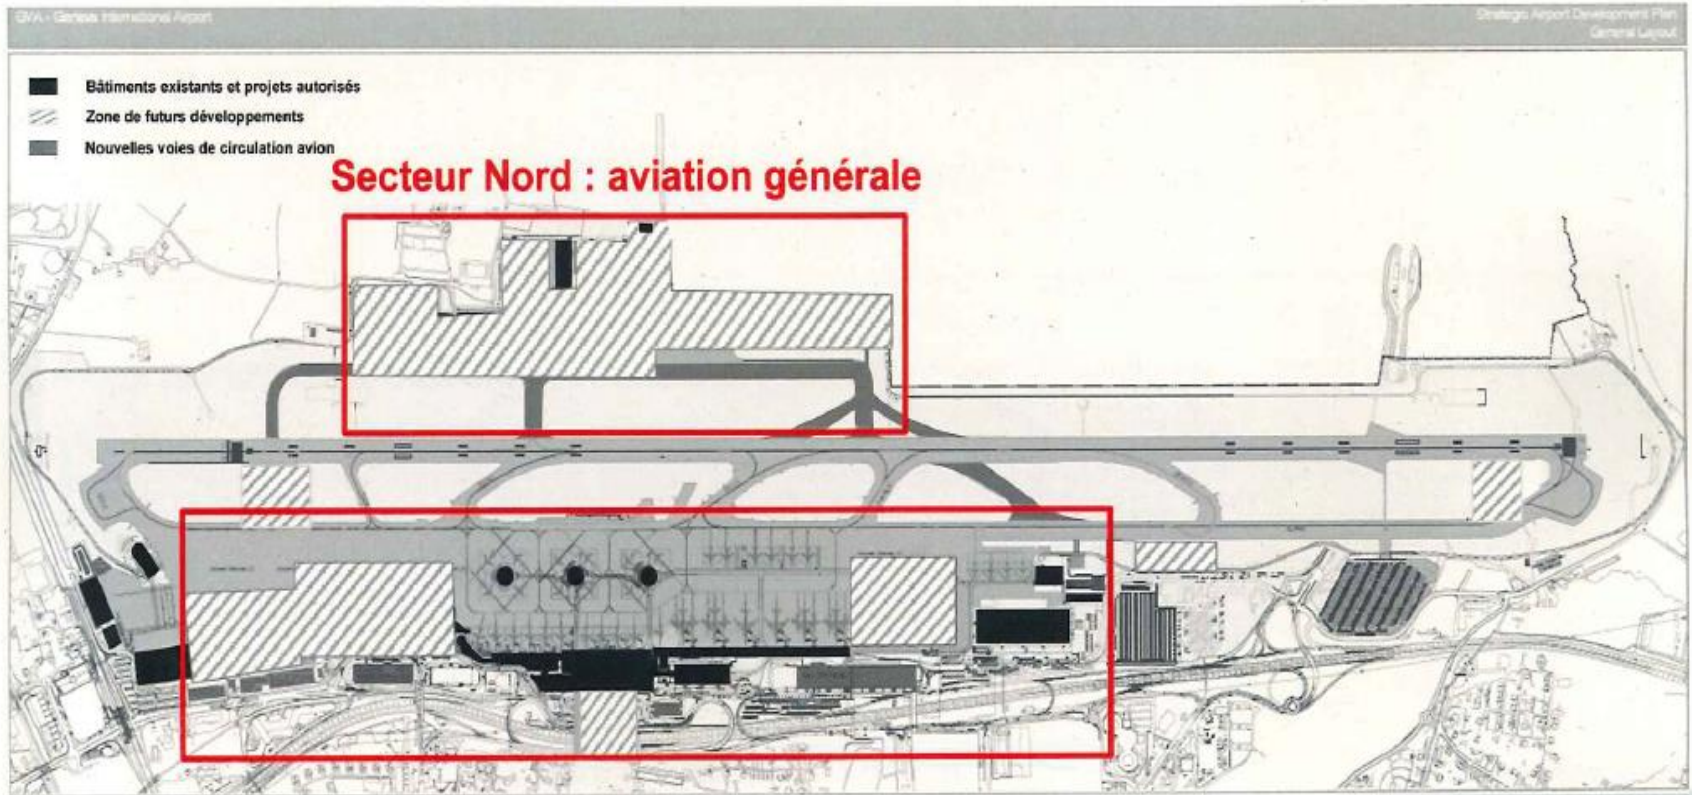 GVA - Geneva International Airport
Strategic Airport Development Plan
General Layout
Bâtiments existants et projets autorisés
Zone de futurs développements
Nouvelles voies de circulation avion
Secteur Nord : aviation générale